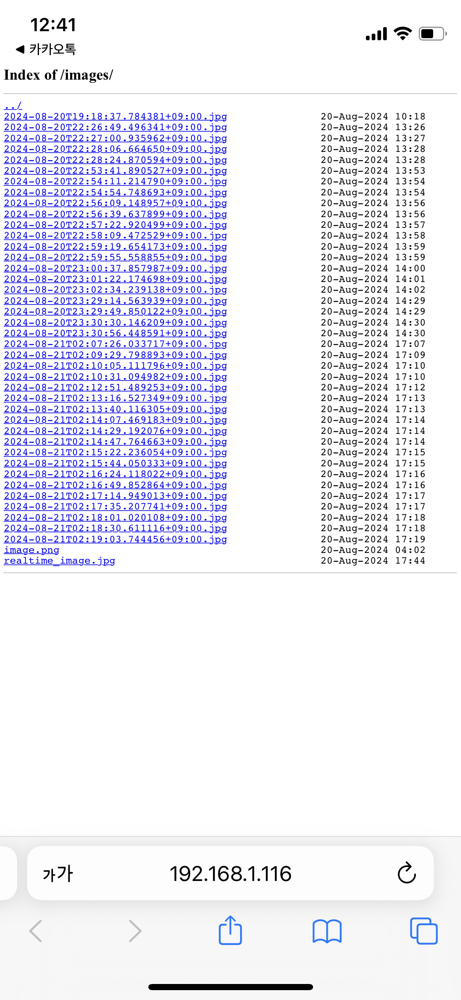 12:41
◀ 카카오톡
Index of /images/
../
2024-08-20T19:18:37.784381+09:00.jpg 20-Aug-2024 10:18
2024-08-20T22:26:49.496341+09:00.jpg 20-Aug-2024 13:26
2024-08-20T22:27:00.935962+09:00.jpg 20-Aug-2024 13:27
2024-08-20T22:28:06.664650+09:00.jpg 20-Aug-2024 13:28
2024-08-20T22:28:24.870594+09:00.jpg 20-Aug-2024 13:28
2024-08-20T22:53:41.890527+09:00.jpg 20-Aug-2024 13:53
2024-08-20T22:54:11.214790+09:00.jpg 20-Aug-2024 13:54
2024-08-20T22:54:54.748693+09:00.jpg 20-Aug-2024 13:54
2024-08-20T22:56:09.148957+09:00.jpg 20-Aug-2024 13:56
2024-08-20T22:56:39.637899+09:00.jpg 20-Aug-2024 13:56
2024-08-20T22:57:22.920499+09:00.jpg 20-Aug-2024 13:57
2024-08-20T22:58:09.472529+09:00.jpg 20-Aug-2024 13:58
2024-08-20T22:59:19.654173+09:00.jpg 20-Aug-2024 13:59
2024-08-20T22:59:55.558855+09:00.jpg 20-Aug-2024 13:59
2024-08-20T23:00:37.857987+09:00.jpg 20-Aug-2024 14:00
2024-08-20T23:01:22.174698+09:00.jpg 20-Aug-2024 14:01
2024-08-20T23:02:34.239138+09:00.jpg 20-Aug-2024 14:02
2024-08-20T23:29:14.563939+09:00.jpg 20-Aug-2024 14:29
2024-08-20T23:29:49.850122+09:00.jpg 20-Aug-2024 14:29
2024-08-20T23:30:30.146209+09:00.jpg 20-Aug-2024 14:30
2024-08-20T23:30:56.448591+09:00.jpg 20-Aug-2024 14:30
2024-08-21T02:07:26.033717+09:00.jpg 20-Aug-2024 17:07
2024-08-21T02:09:29.798893+09:00.jpg 20-Aug-2024 17:09
2024-08-21T02:10:05.111796+09:00.jpg 20-Aug-2024 17:10
2024-08-21T02:10:31.094982+09:00.jpg 20-Aug-2024 17:10
2024-08-21T02:12:51.489253+09:00.jpg 20-Aug-2024 17:12
2024-08-21T02:13:16.527349+09:00.jpg 20-Aug-2024 17:13
2024-08-21T02:13:40.116305+09:00.jpg 20-Aug-2024 17:13
2024-08-21T02:14:07.469183+09:00.jpg 20-Aug-2024 17:14
2024-08-21T02:14:29.192076+09:00.jpg 20-Aug-2024 17:14
2024-08-21T02:14:47.764663+09:00.jpg 20-Aug-2024 17:14
2024-08-21T02:15:22.236054+09:00.jpg 20-Aug-2024 17:15
2024-08-21T02:15:44.050333+09:00.jpg 20-Aug-2024 17:15
2024-08-21T02:16:24.118022+09:00.jpg 20-Aug-2024 17:16
2024-08-21T02:16:49.852864+09:00.jpg 20-Aug-2024 17:16
2024-08-21T02:17:14.949013+09:00.jpg 20-Aug-2024 17:17
2024-08-21T02:17:35.207741+09:00.jpg 20-Aug-2024 17:17
2024-08-21T02:18:01.020108+09:00.jpg 20-Aug-2024 17:18
2024-08-21T02:18:30.611116+09:00.jpg 20-Aug-2024 17:18
2024-08-21T02:19:03.744456+09:00.jpg 20-Aug-2024 17:19
image.png 20-Aug-2024 04:02
realtime_image.jpg 20-Aug-2024 17:44
가가 192.168.1.116